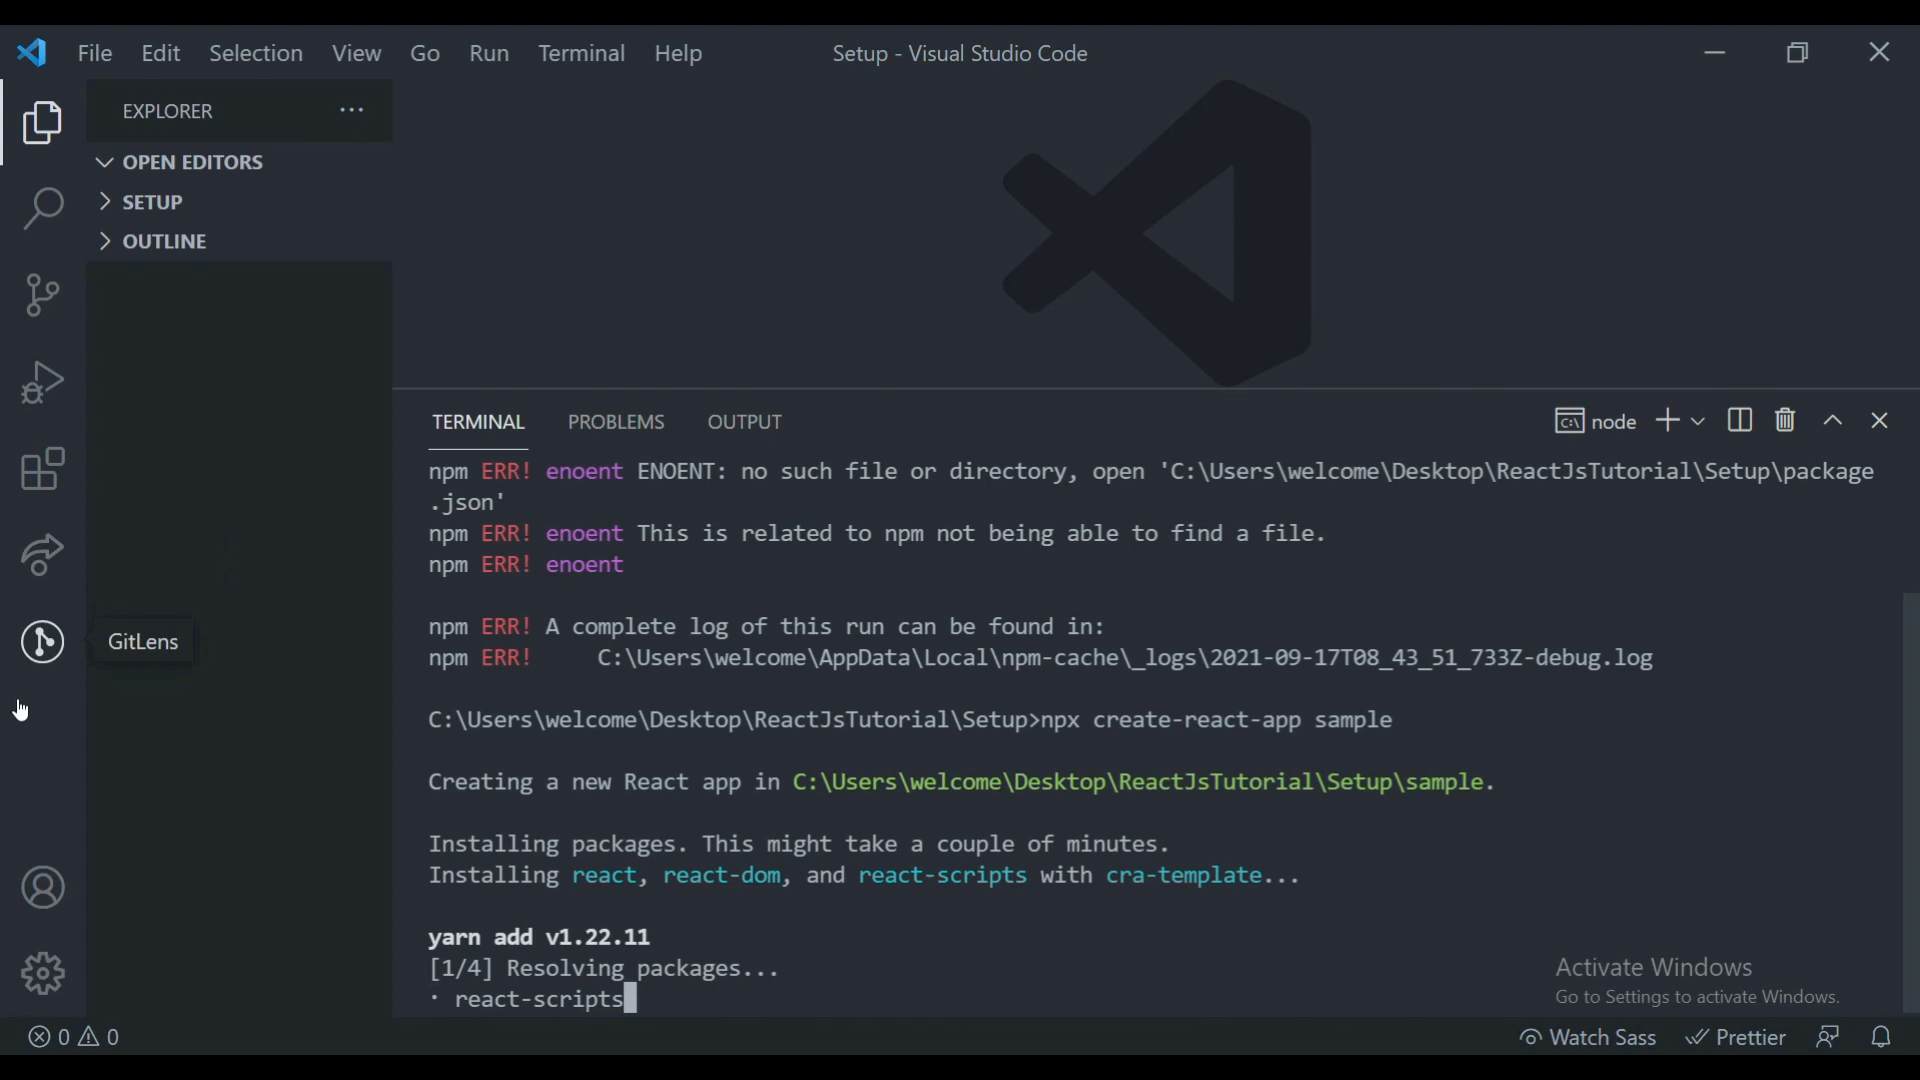 File Edit Selection View Go Run Terminal Help Setup - Visual Studio Code
EXPLORER ...
OPEN EDITORS
SETUP
OUTLINE
GitLens
TERMINAL PROBLEMS OUTPUT C:\ node
npm ERR! enoent ENOENT: no such file or directory, open 'C:\Users\welcome\Desktop\ReactJsTutorial\Setup\package
.json'
npm ERR! enoent This is related to npm not being able to find a file.
npm ERR! enoent
npm ERR! A complete log of this run can be found in:
npm ERR!     C:\Users\welcome\AppData\Local\npm-cache\_logs\2021-09-17T08_43_51_733Z-debug.log
C:\Users\welcome\Desktop\ReactJsTutorial\Setup>npx create-react-app sample
Creating a new React app in C:\Users\welcome\Desktop\ReactJsTutorial\Setup\sample.
Installing packages. This might take a couple of minutes.
Installing react, react-dom, and react-scripts with cra-template...
yarn add v1.22.11
[1/4] Resolving packages...
⠁ react-scripts
Activate Windows
Go to Settings to activate Windows.
0 0 Watch Sass Prettier